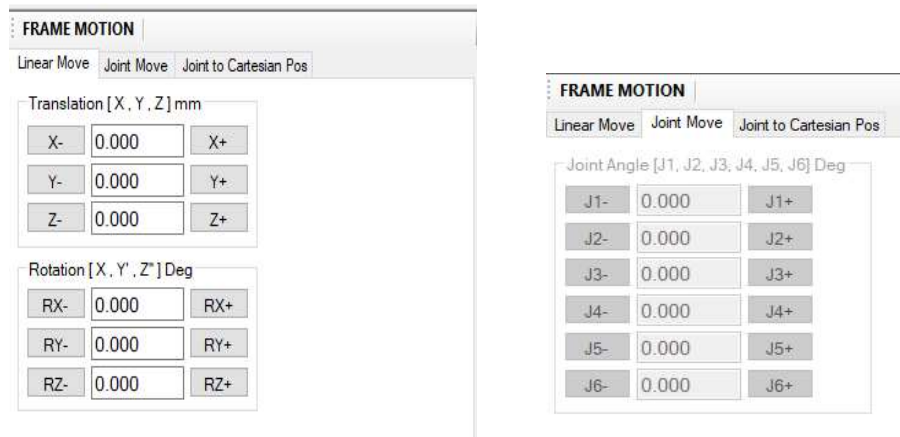 FRAME MOTION
Linear Move Joint Move Joint to Cartesian Pos
Translation [ X , Y , Z ] mm
X- 0.000 X+
Y- 0.000 Y+
Z- 0.000 Z+
Rotation [ X , Y' , Z" ] Deg
RX- 0.000 RX+
RY- 0.000 RY+
RZ- 0.000 RZ+
FRAME MOTION
Linear Move Joint Move Joint to Cartesian Pos
Joint Angle [J1, J2, J3, J4, J5, J6] Deg
J1- 0.000 J1+
J2- 0.000 J2+
J3- 0.000 J3+
J4- 0.000 J4+
J5- 0.000 J5+
J6- 0.000 J6+